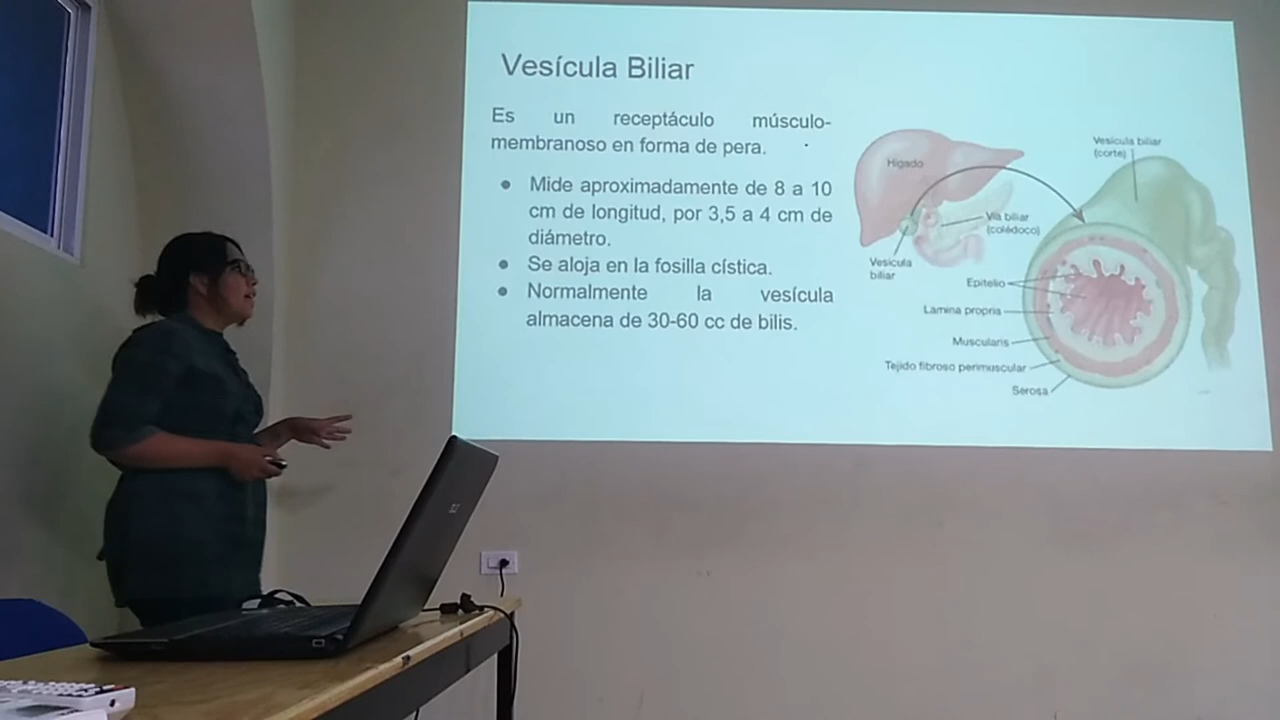 Vesícula Biliar
Es un receptáculo músculo-
membranoso en forma de pera.
● Mide aproximadamente de 8 a 10
cm de longitud, por 3,5 a 4 cm de
diámetro.
● Se aloja en la fosilla cística.
● Normalmente la vesícula
almacena de 30-60 cc de bilis.
Hígado
Vía biliar
(colédoco)
Vesícula
biliar
Vesícula biliar
(corte)
Epitelio
Lamina propria
Muscularis
Tejido fibroso perimuscular
Serosa
hp